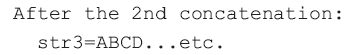 After the 2nd concatenation:
str3=ABCD...etc.